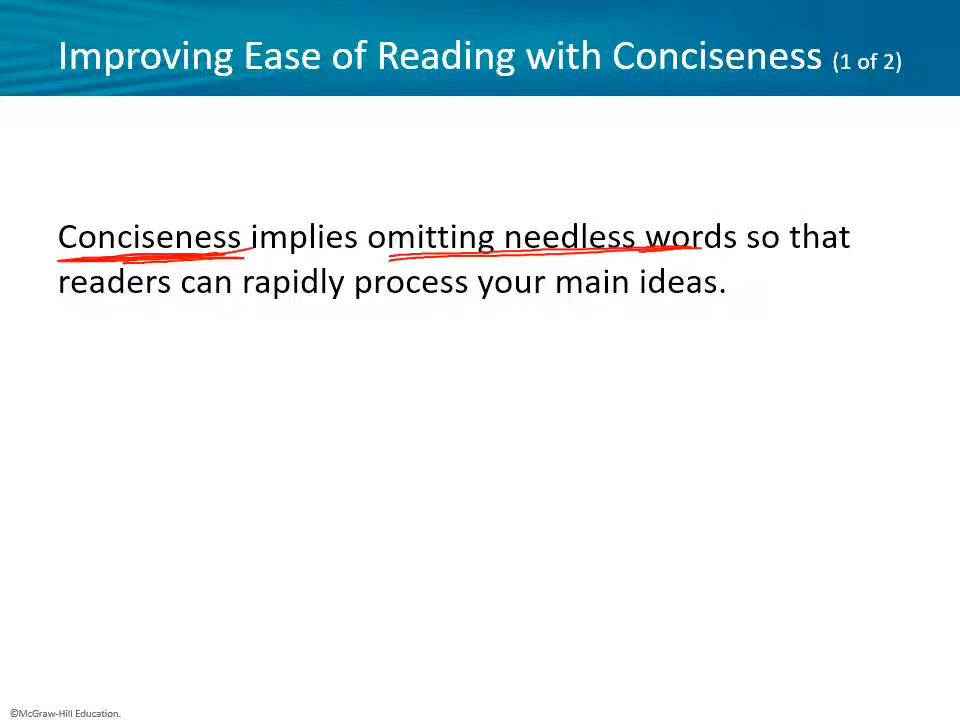 Improving Ease of Reading with Conciseness (1 of 2)
Conciseness implies omitting needless words so that
readers can rapidly process your main ideas.
©McGraw-Hill Education.